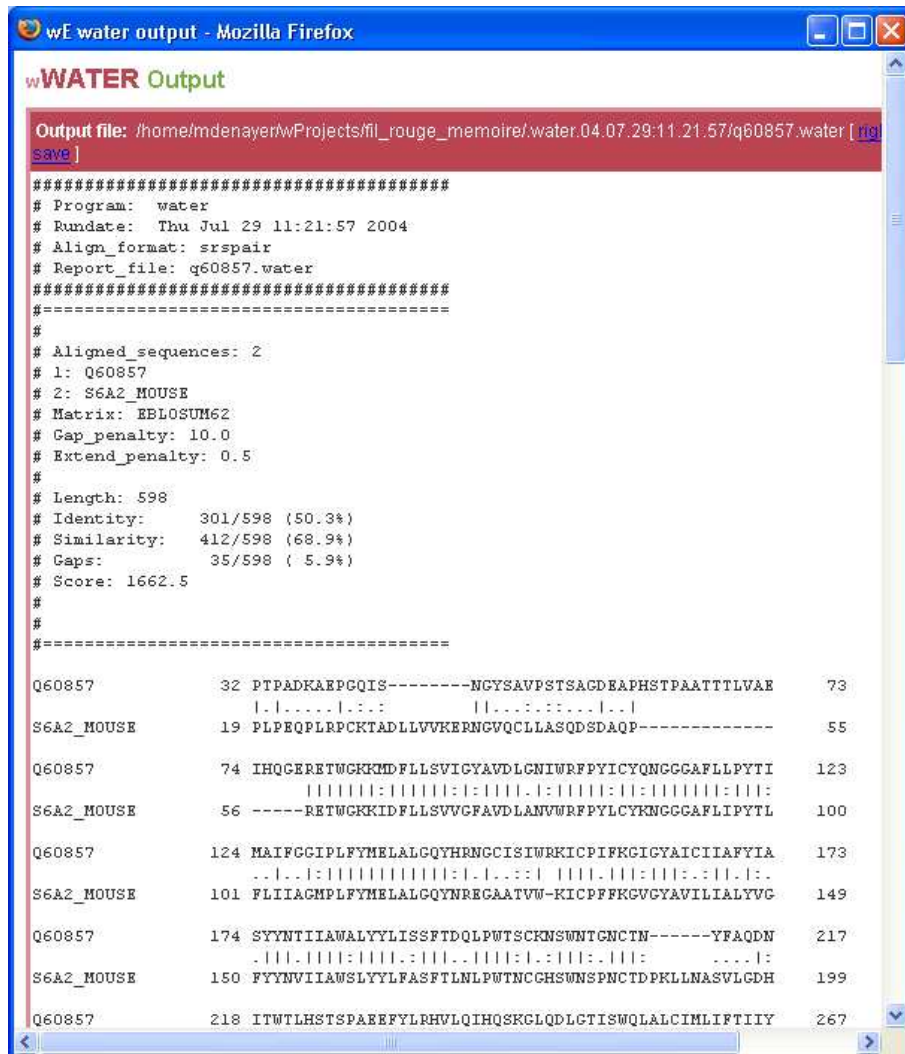 wE water output - Mozilla Firefox
wWATER Output
Output file: /home/mdenayer/wProjects/fil_rouge_memoire/.water.04.07.29:11.21.57/q60857.water [ rig
save ]
########################################
# Program: water
# Rundate: Thu Jul 29 11:21:57 2004
# Align_format: srspair
# Report_file: q60857.water
########################################
#=======================================
#
# Aligned_sequences: 2
# 1: Q60857
# 2: S6A2_MOUSE
# Matrix: EBLOSUM62
# Gap_penalty: 10.0
# Extend_penalty: 0.5
#
# Length: 598
# Identity: 301/598 (50.3%)
# Similarity: 412/598 (68.9%)
# Gaps: 35/598 ( 5.9%)
# Score: 1662.5
#
#
#=======================================
Q60857 32 PTPADKAEPGQIS--------NGYSAVPSTSAGDEAPHSTPAATTTLVAE 73
|.|.....|.:.: ||...:.::...|..|
S6A2_MOUSE 19 PLPEQPLRPCKTADLLVVKERNGVQCLLASQDSDAQP------------- 55
Q60857 74 IHQGERETWGKKMDFLLSVIGYAVDLGNIWRFPYICYQNGGGAFLLPYTI 123
|||||||:||||||:|:||||.|:|||||:||:|||||||:|||:
S6A2_MOUSE 56 -----RETWGKKIDFLLSVVGFAVDLANVWRFPYLCYKNGGGAFLIPYTL 100
Q60857 124 MAIFGGIPLFYMELALGQYHRNGCISIWRKICPIFKGIGYAICIIAFYIA 173
..|..|:||||||||||||:|.|..::| ||||.|||:|||:.:||.|:.
S6A2_MOUSE 101 FLIIAGMPLFYMELALGQYNREGAATVW-KICPFFKGVGYAVILIALYVG 149
Q60857 174 SYYNTIIAWALYYLISSFTDQLPWTSCKNSWNTGNCTN------YFAQDN 217
.|||.||||:||||.:|||..||||:|.:|||:.|||: ....|:
S6A2_MOUSE 150 FYYNVIIAWSLYYLFASFTLNLPWTNCGHSWNSPNCTDPKLLNASVLGDH 199
Q60857 218 ITWTLHSTSPAEEFYLRHVLQIHQSKGLQDLGTISWQLALCIMLIFTIIY 267